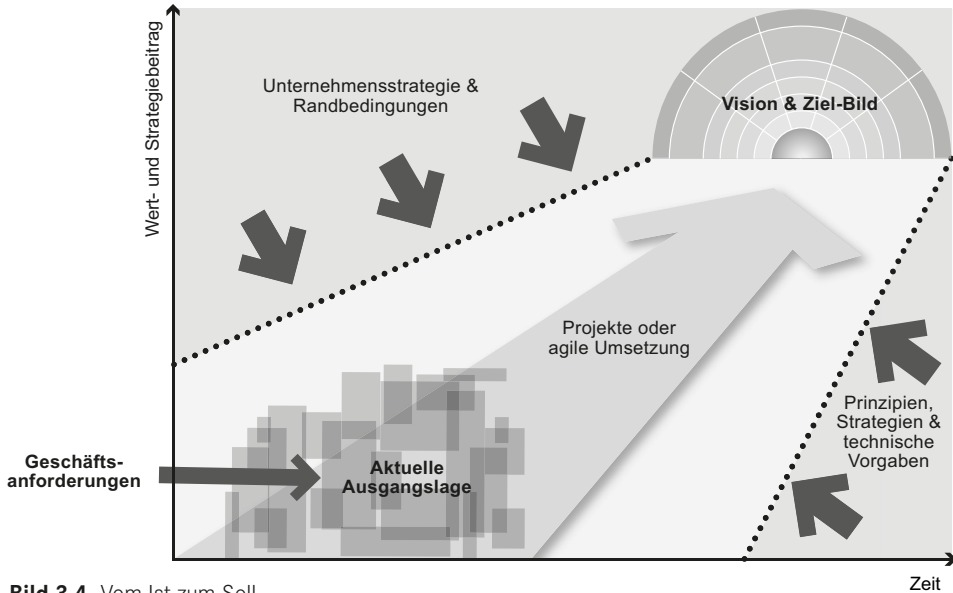 Wert- und Strategiebeitrag
Unternehmensstrategie &
Randbedingungen
Vision & Ziel-Bild
Projekte oder
agile Umsetzung
Prinzipien,
Strategien &
technische
Vorgaben
Geschäfts-
anforderungen
Aktuelle
Ausgangslage
Zeit
Bild 3.4 Vom Ist zum Soll